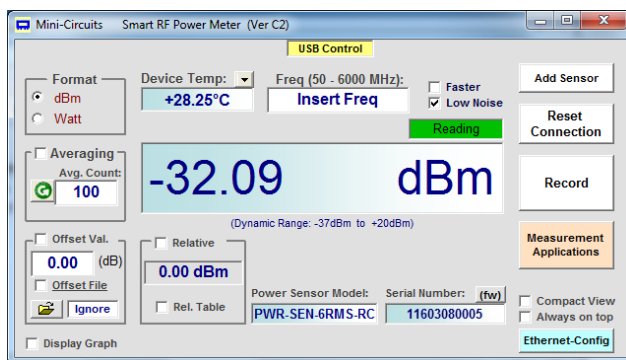 Mini-Circuits Smart RF Power Meter (Ver C2)
USB Control
Format
dBm
Watt
Device Temp:
+28.25°C
Freq (50 - 6000 MHz):
Insert Freq
Faster
Low Noise
Reading
Add Sensor
Reset
Connection
Averaging
Avg. Count:
100
-32.09 dBm
Record
(Dynamic Range: -37dBm to +20dBm)
Offset Val.
0.00 (dB)
Offset File
Ignore
Relative
0.00 dBm
Rel. Table
Measurement
Applications
Power Sensor Model:
PWR-SEN-6RMS-RC
Serial Number: (fw)
11603080005
Compact View
Always on top
Display Graph
Ethernet-Config